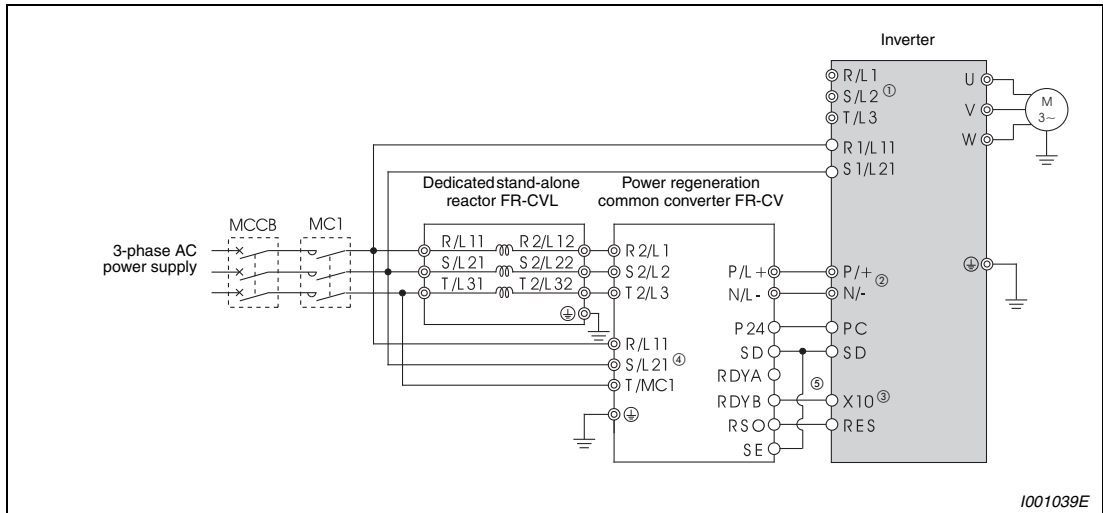 Inverter
R/L1
S/L2 ①
T/L3
U
V
W
M
3~
R1/L11
S1/L21
Dedicated stand-alone
reactor FR-CVL
Power regeneration
common converter FR-CV
MCCB
MC1
3-phase AC
power supply
R/L11
R2/L12
S/L21
S2/L22
T/L31
T2/L32
R2/L1
S2/L2
T2/L3
P/L+
N/L-
P/+
②
N/-
P24
PC
SD
SD
R/L11
S/L21 ④
T/MC1
RDYA
⑤
RDYB
X10 ③
RSO
RES
SE
I001039E